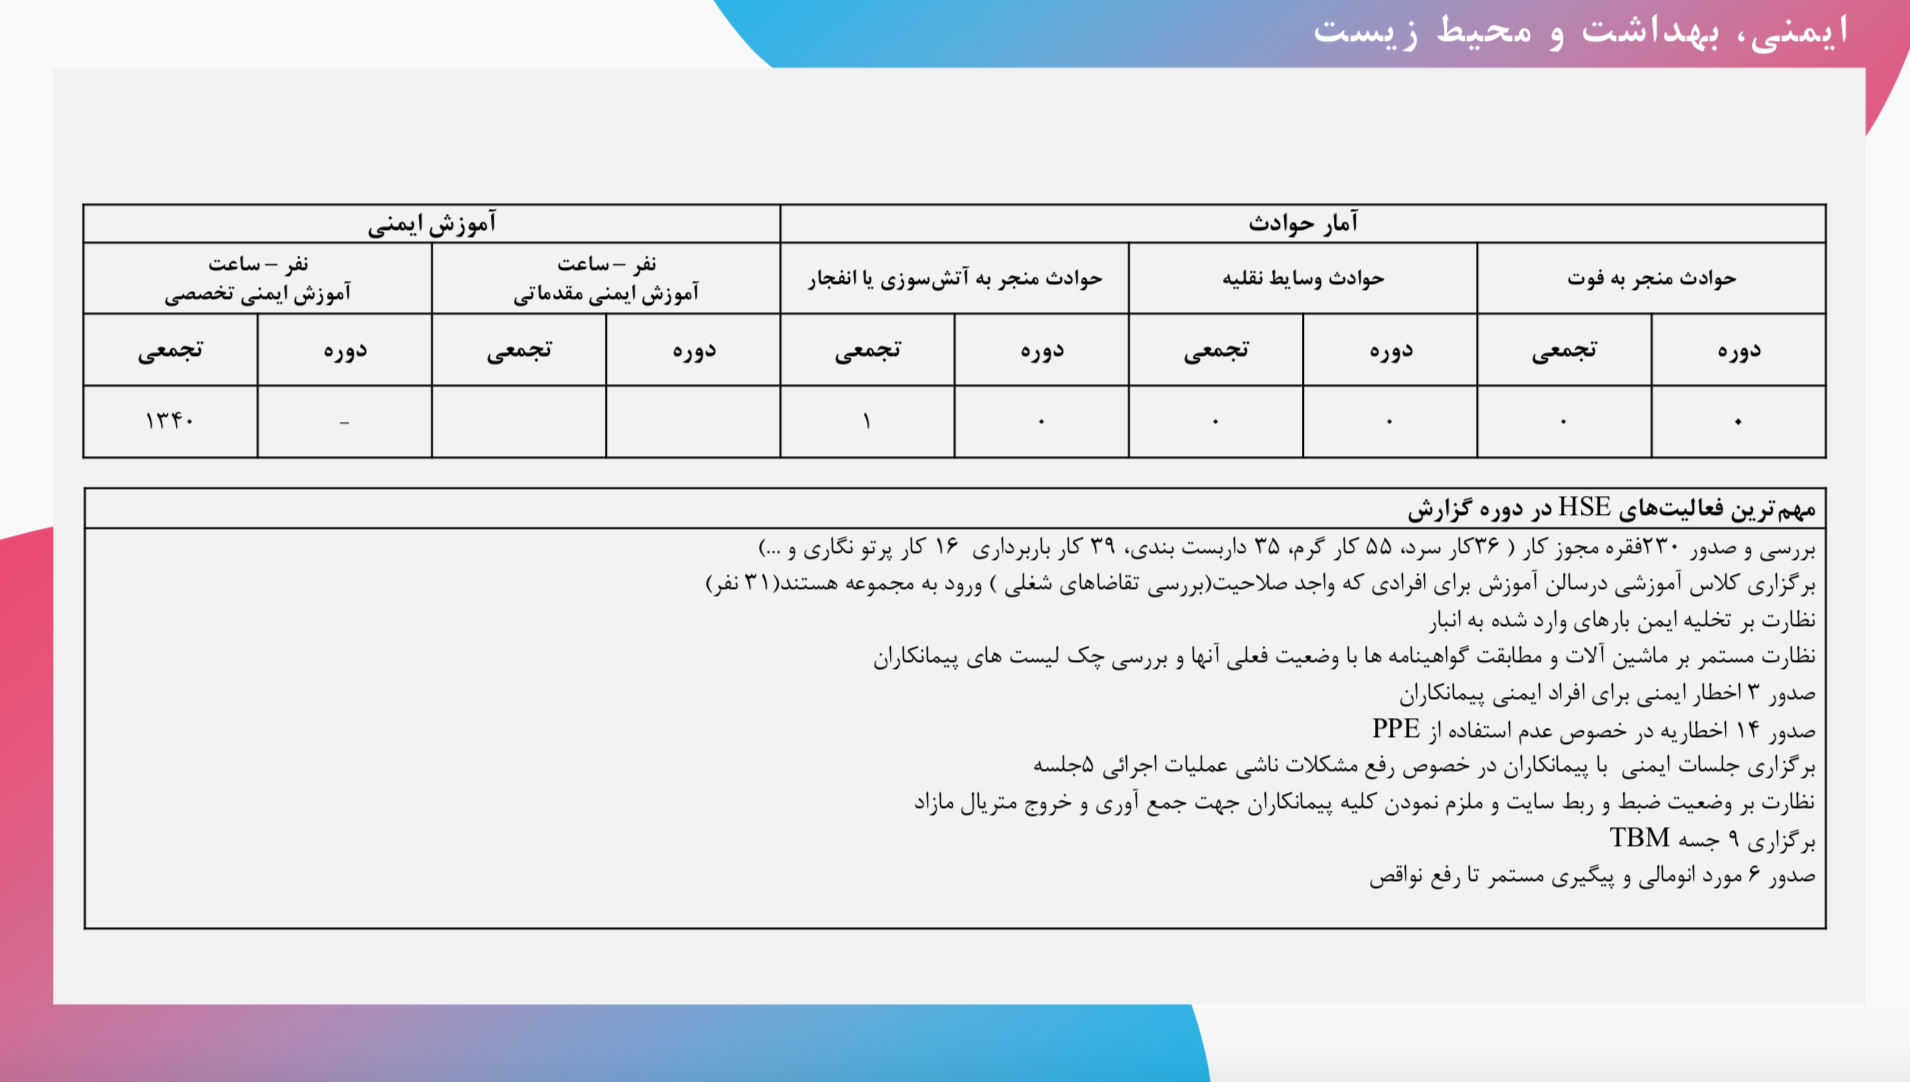 ایمنی، بهداشت و محیط زیست
آمار حوادث
آموزش ایمنی
حوادث منجر به فوت
حوادث وسایط نقلیه
حوادث منجر به آتش‌سوزی یا انفجار
نفر – ساعت
آموزش ایمنی مقدماتی
نفر – ساعت
آموزش ایمنی تخصصی
دوره تجمعی دوره تجمعی دوره تجمعی دوره تجمعی دوره تجمعی
۰ ۰ ۰ ۰ ۰ ۱ - ۱۳۴۰
مهم‌ترین فعالیت‌های HSE در دوره گزارش
بررسی و صدور ۲۳۰فقره مجوز کار ( ۳۶کار سرد، ۵۵ کار گرم، ۳۵ داربست بندی، ۳۹ کار باربرداری ۱۶ کار پرتو نگاری و ...)
برگزاری کلاس آموزشی درسالن آموزش برای افرادی که واجد صلاحیت(بررسی تقاضاهای شغلی ) ورود به مجموعه هستند(۳۱ نفر)
نظارت بر تخلیه ایمن بارهای وارد شده به انبار
نظارت مستمر بر ماشین آلات و مطابقت گواهینامه ها با وضعیت فعلی آنها و بررسی چک لیست های پیمانکاران
صدور ۳ اخطار ایمنی برای افراد ایمنی پیمانکاران
صدور ۱۴ اخطاریه در خصوص عدم استفاده از PPE
برگزاری جلسات ایمنی با پیمانکاران در خصوص رفع مشکلات ناشی عملیات اجرائی ۵جلسه
نظارت بر وضعیت ضبط و ربط سایت و ملزم نمودن کلیه پیمانکاران جهت جمع آوری و خروج متریال مازاد
برگزاری ۹ جسه TBM
صدور ۶ مورد انومالی و پیگیری مستمر تا رفع نواقص